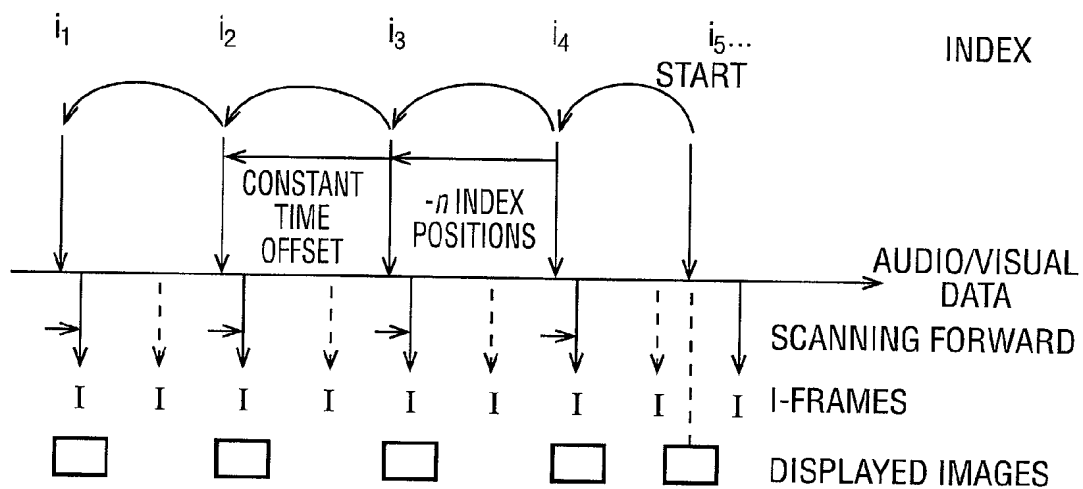 i1 i2 i3 i4 i5...
START
INDEX
CONSTANT
TIME
OFFSET
-n INDEX
POSITIONS
AUDIO/VISUAL
DATA
SCANNING FORWARD
I I I I I I I I I
I-FRAMES
DISPLAYED IMAGES